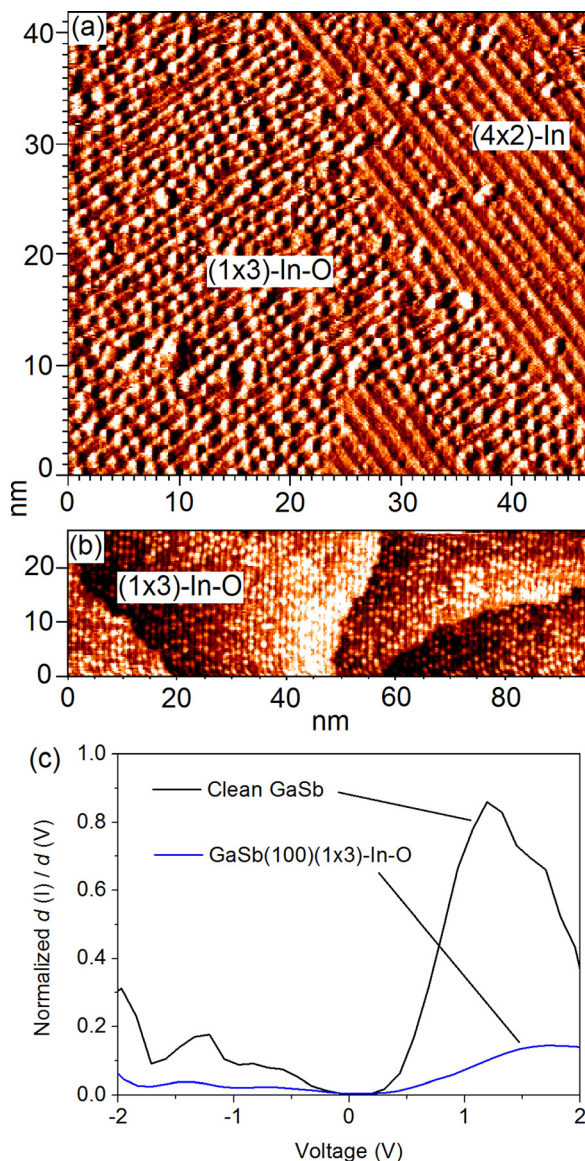 (a)
40
(4x2)-In
30
(1x3)-In-O
20
10
0
nm
0 10 20 30 40
(b)
20
(1x3)-In-O
10
0
0 20 40 60 80
nm
(c)
1.0
Clean GaSb
0.8
GaSb(100)(1x3)-In-O
0.6
Normalized d (I) / d (V)
0.4
0.2
0.0
-2 -1 0 1 2
Voltage (V)